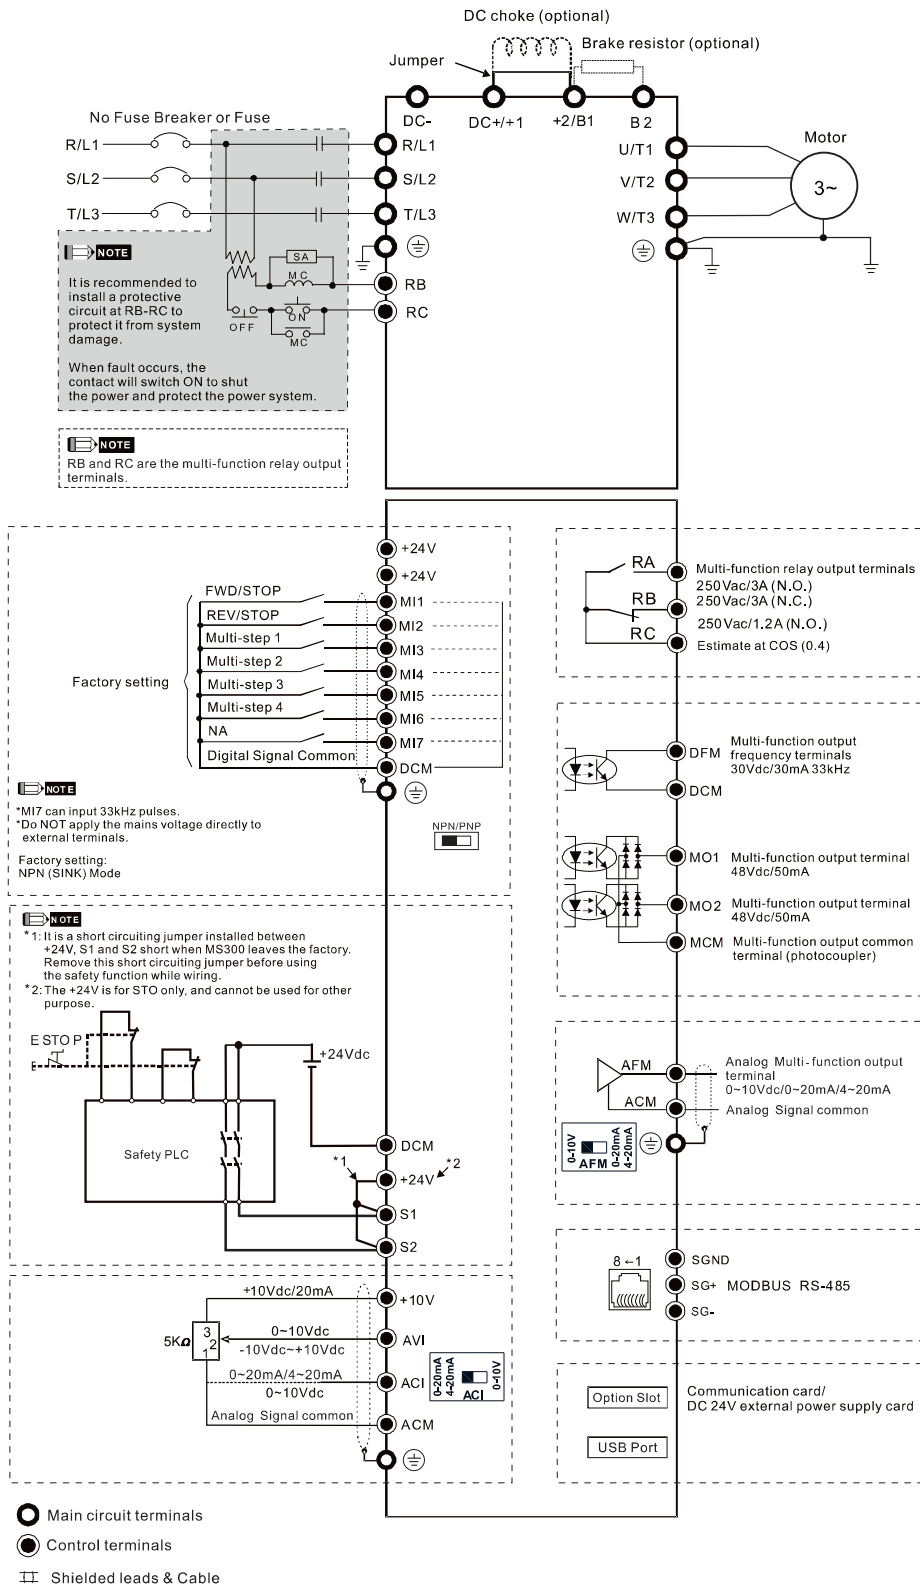 DC choke (optional)
Brake resistor (optional)
Jumper
DC-
DC+/+1
+2/B1
B2
No Fuse Breaker or Fuse
R/L1
R/L1
U/T1
Motor
S/L2
S/L2
V/T2
3~
T/L3
T/L3
W/T3
NOTE
It is recommended to
install a protective
circuit at RB-RC to
protect it from system
damage.
When fault occurs, the
contact will switch ON to shut
the power and protect the power system.
SA
MC
RB
ON
OFF
MC
RC
NOTE
RB and RC are the multi-function relay output
terminals.
+24V
+24V
FWD/STOP
MI1
REV/STOP
MI2
Multi-step 1
MI3
Multi-step 2
MI4
Factory setting
Multi-step 3
MI5
Multi-step 4
MI6
NA
MI7
Digital Signal Common
DCM
NOTE
*MI7 can input 33kHz pulses.
*Do NOT apply the mains voltage directly to
external terminals.
Factory setting:
NPN (SINK) Mode
NPN/PNP
RA
Multi-function relay output terminals
250Vac/3A (N.O.)
RB
250Vac/3A (N.C.)
250Vac/1.2A (N.O.)
RC
Estimate at COS (0.4)
DFM
Multi-function output
frequency terminals
30Vdc/30mA 33kHz
DCM
MO1
Multi-function output terminal
48Vdc/50mA
MO2
Multi-function output terminal
48Vdc/50mA
MCM
Multi-function output common
terminal (photocoupler)
NOTE
*1: It is a short circuiting jumper installed between
+24V, S1 and S2 short when MS300 leaves the factory.
Remove this short circuiting jumper before using
the safety function while wiring.
*2: The +24V is for STO only, and cannot be used for other
purpose.
E STOP
+24Vdc
Safety PLC
DCM
*1
+24V
*2
S1
S2
AFM
Analog Multi-function output
terminal
0~10Vdc/0~20mA/4~20mA
ACM
Analog Signal common
0-10V
AFM
0-20mA
4-20mA
8←1
SGND
SG+
MODBUS RS-485
SG-
+10Vdc/20mA
+10V
5KΩ
3
2
1
0~10Vdc
-10Vdc~+10Vdc
AVI
0~20mA/4~20mA
0~10Vdc
ACI
0-20mA
4-20mA
ACI
0-10V
Analog Signal common
ACM
Option Slot
Communication card/
DC 24V external power supply card
USB Port
Main circuit terminals
Control terminals
Shielded leads & Cable